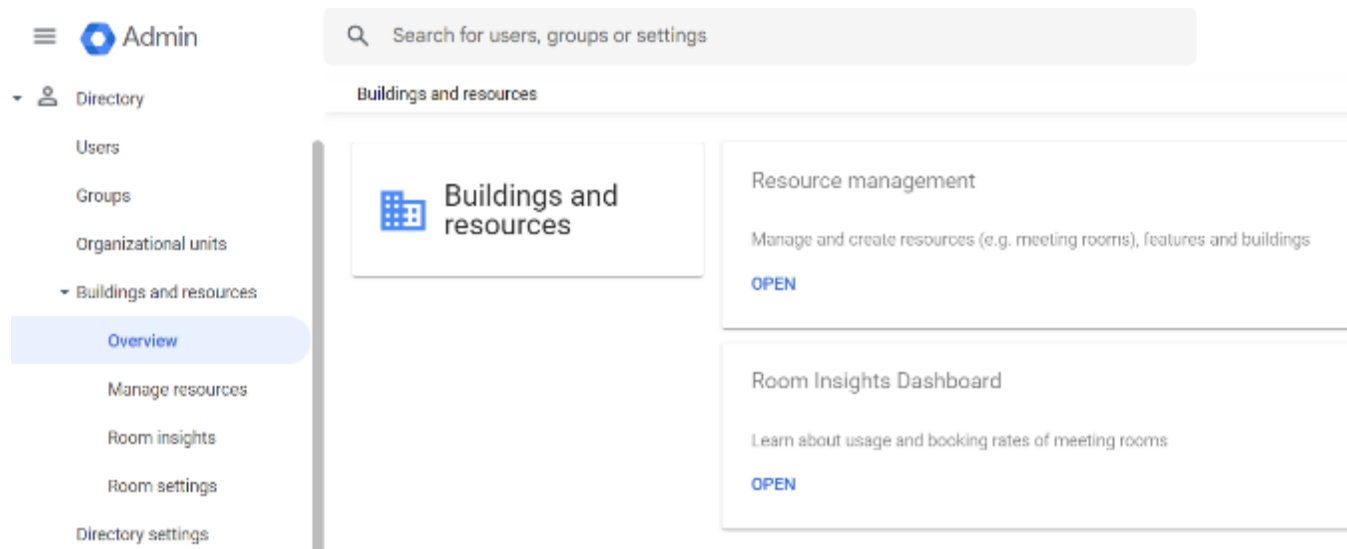 Admin
Search for users, groups or settings
Directory
Users
Groups
Organizational units
Buildings and resources
Overview
Manage resources
Room insights
Room settings
Directory settings
Buildings and resources
Buildings and
resources
Resource management
Manage and create resources (e.g. meeting rooms), features and buildings
OPEN
Room Insights Dashboard
Learn about usage and booking rates of meeting rooms
OPEN